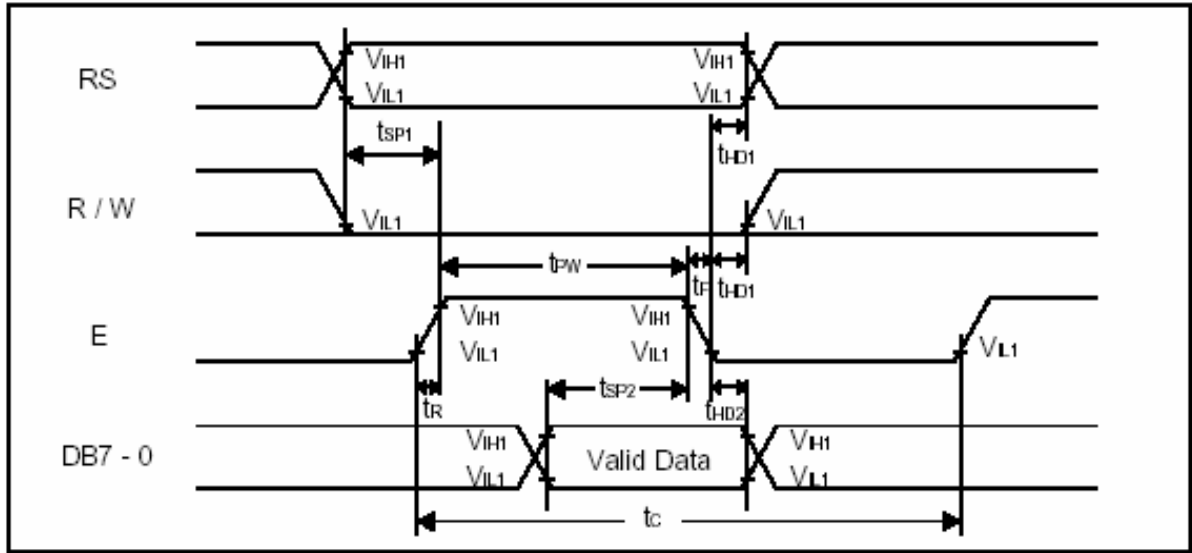 RS
VIH1
VIH1
VIL1
VIL1
tSP1
tHD1
R / W
VIL1
VIL1
tPW
tF
tHD1
E
VIH1
VIH1
VIL1
VIL1
VIL1
tR
tSP2
tHD2
DB7 - 0
VIH1
VIH1
Valid Data
VIL1
VIL1
tC